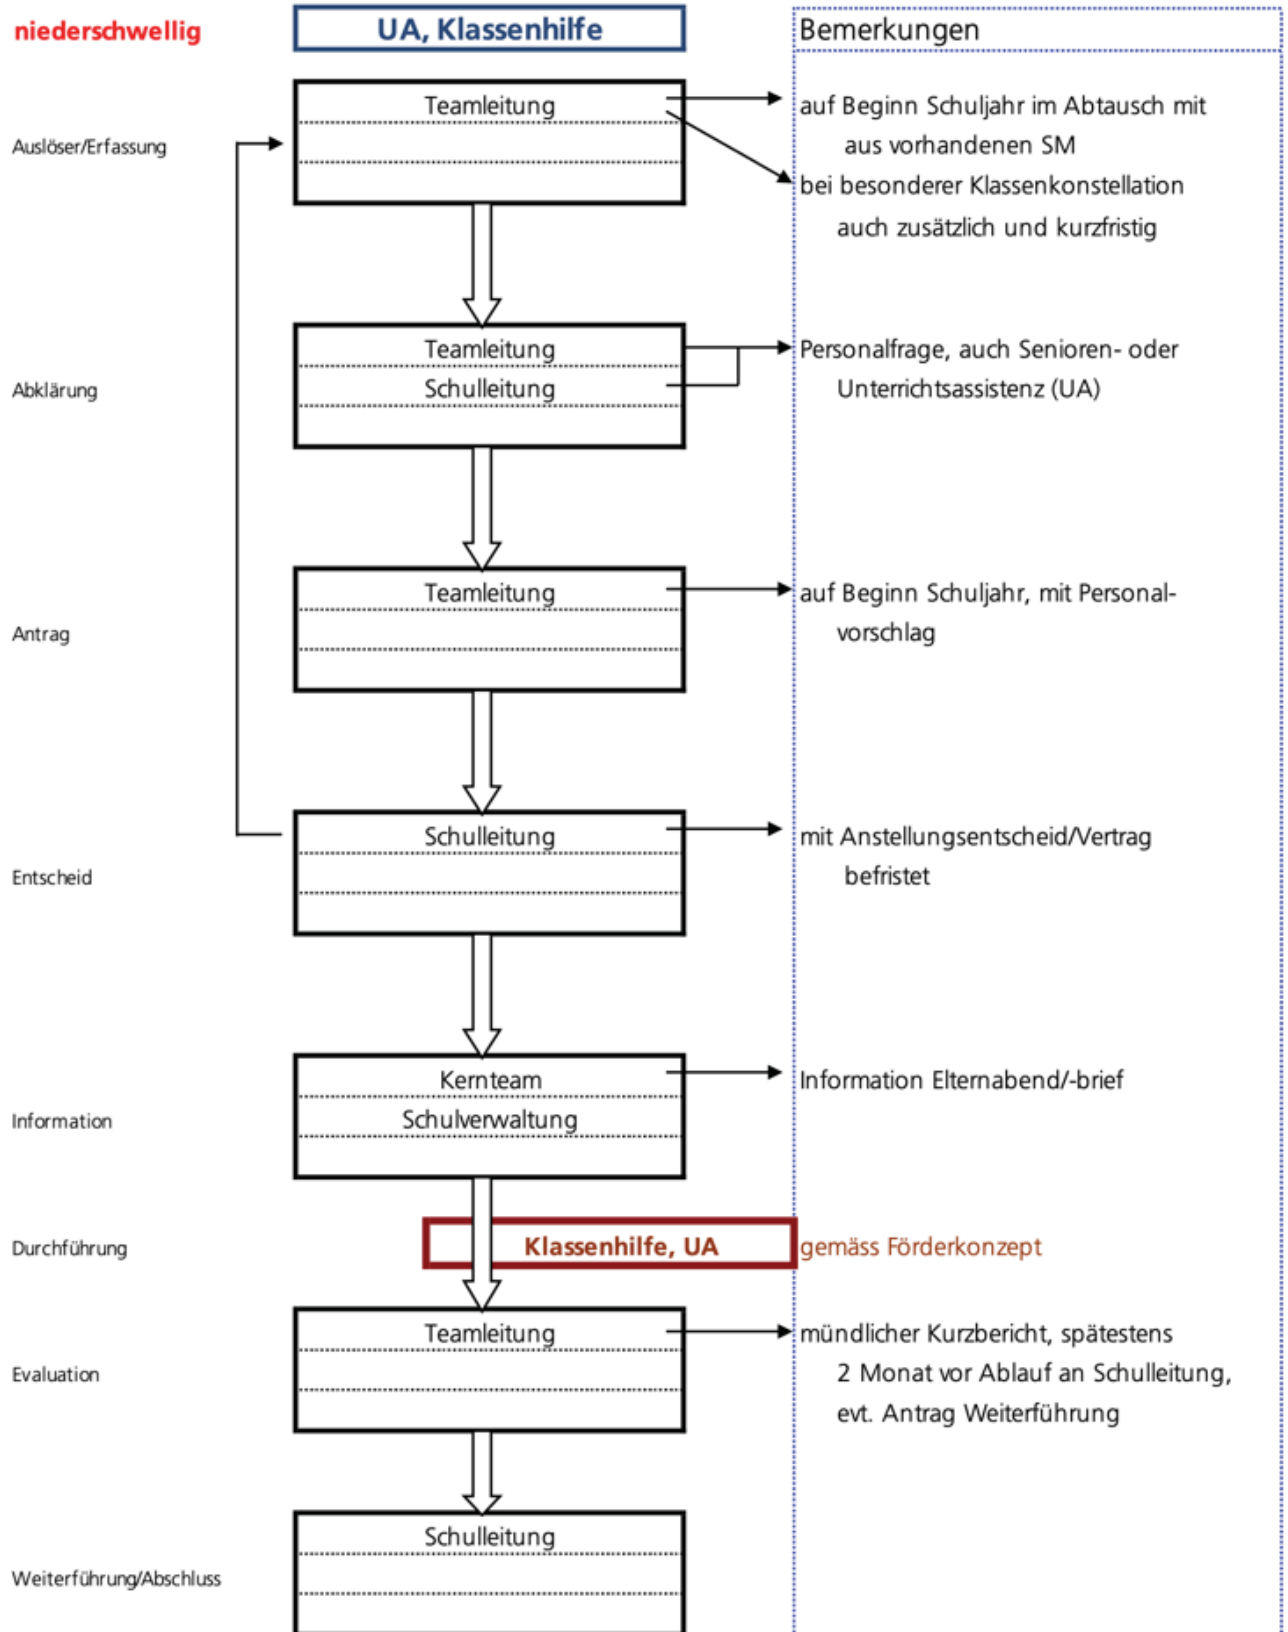 niederschwellig
UA, Klassenhilfe
Bemerkungen
Auslöser/Erfassung
Teamleitung
auf Beginn Schuljahr im Abtausch mit
aus vorhandenen SM
bei besonderer Klassenkonstellation
auch zusätzlich und kurzfristig
Abklärung
Teamleitung
Schulleitung
Personalfrage, auch Senioren- oder
Unterrichtsassistenz (UA)
Antrag
Teamleitung
auf Beginn Schuljahr, mit Personal-
vorschlag
Entscheid
Schulleitung
mit Anstellungsentscheid/Vertrag
befristet
Information
Kernteam
Schulverwaltung
Information Elternabend/-brief
Durchführung
Klassenhilfe, UA
gemäss Förderkonzept
Evaluation
Teamleitung
mündlicher Kurzbericht, spätestens
2 Monat vor Ablauf an Schulleitung,
evt. Antrag Weiterführung
Weiterführung/Abschluss
Schulleitung